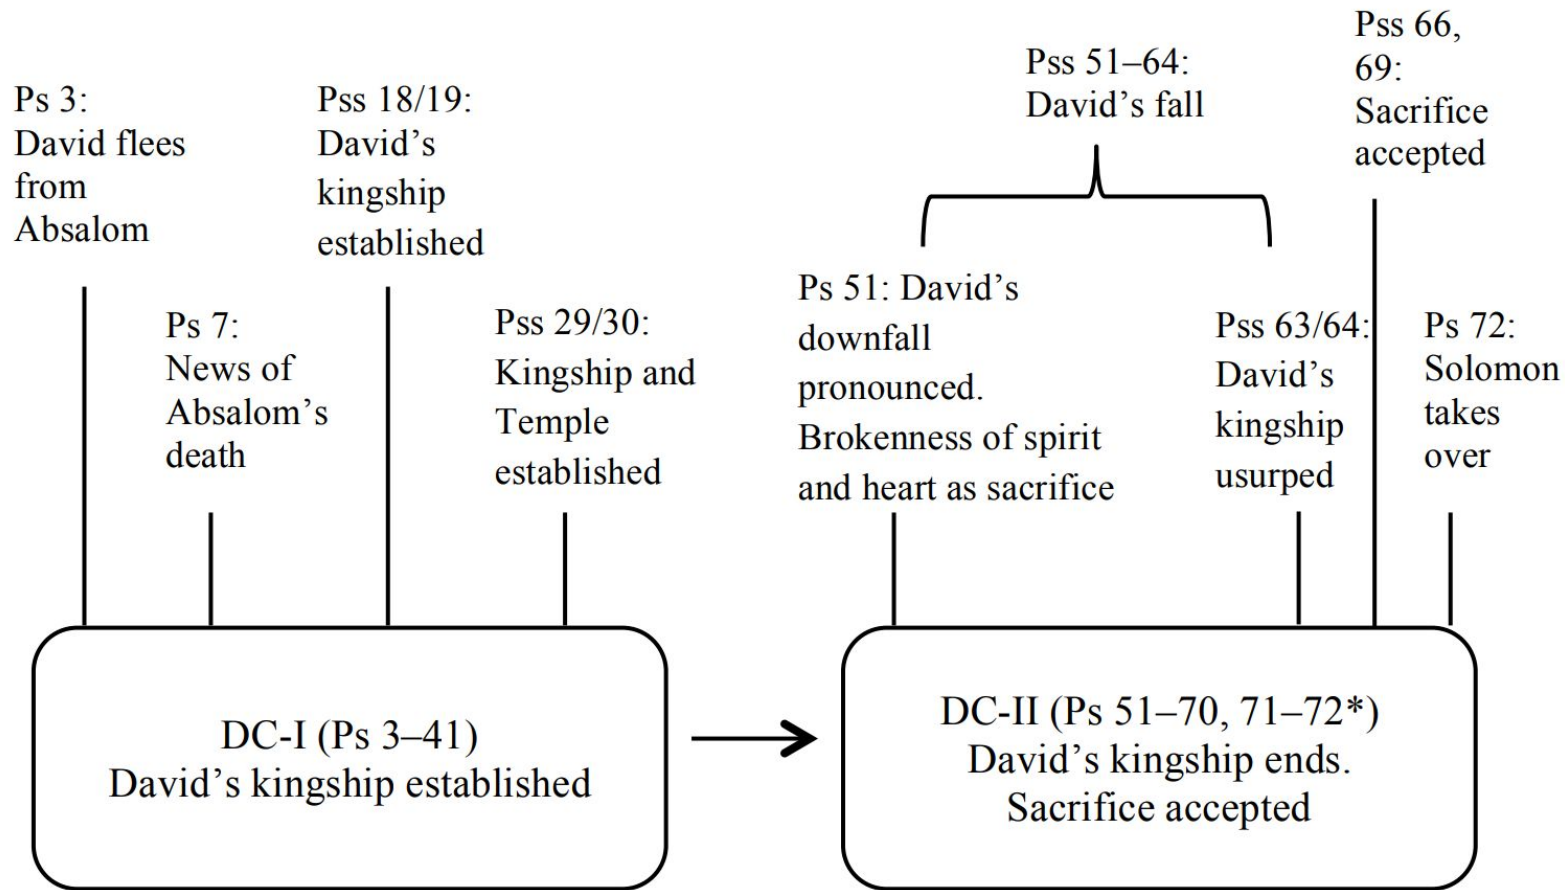 Ps 3:
David flees
from
Absalom
Ps 7:
News of
Absalom’s
death
Pss 18/19:
David’s
kingship
established
Pss 29/30:
Kingship and
Temple
established
Pss 51–64:
David’s fall
Ps 51: David’s
downfall
pronounced.
Brokenness of spirit
and heart as sacrifice
Pss 63/64:
David’s
kingship
usurped
Pss 66,
69:
Sacrifice
accepted
Ps 72:
Solomon
takes
over
DC-I (Ps 3–41)
David’s kingship established
DC-II (Ps 51–70, 71–72*)
David’s kingship ends.
Sacrifice accepted